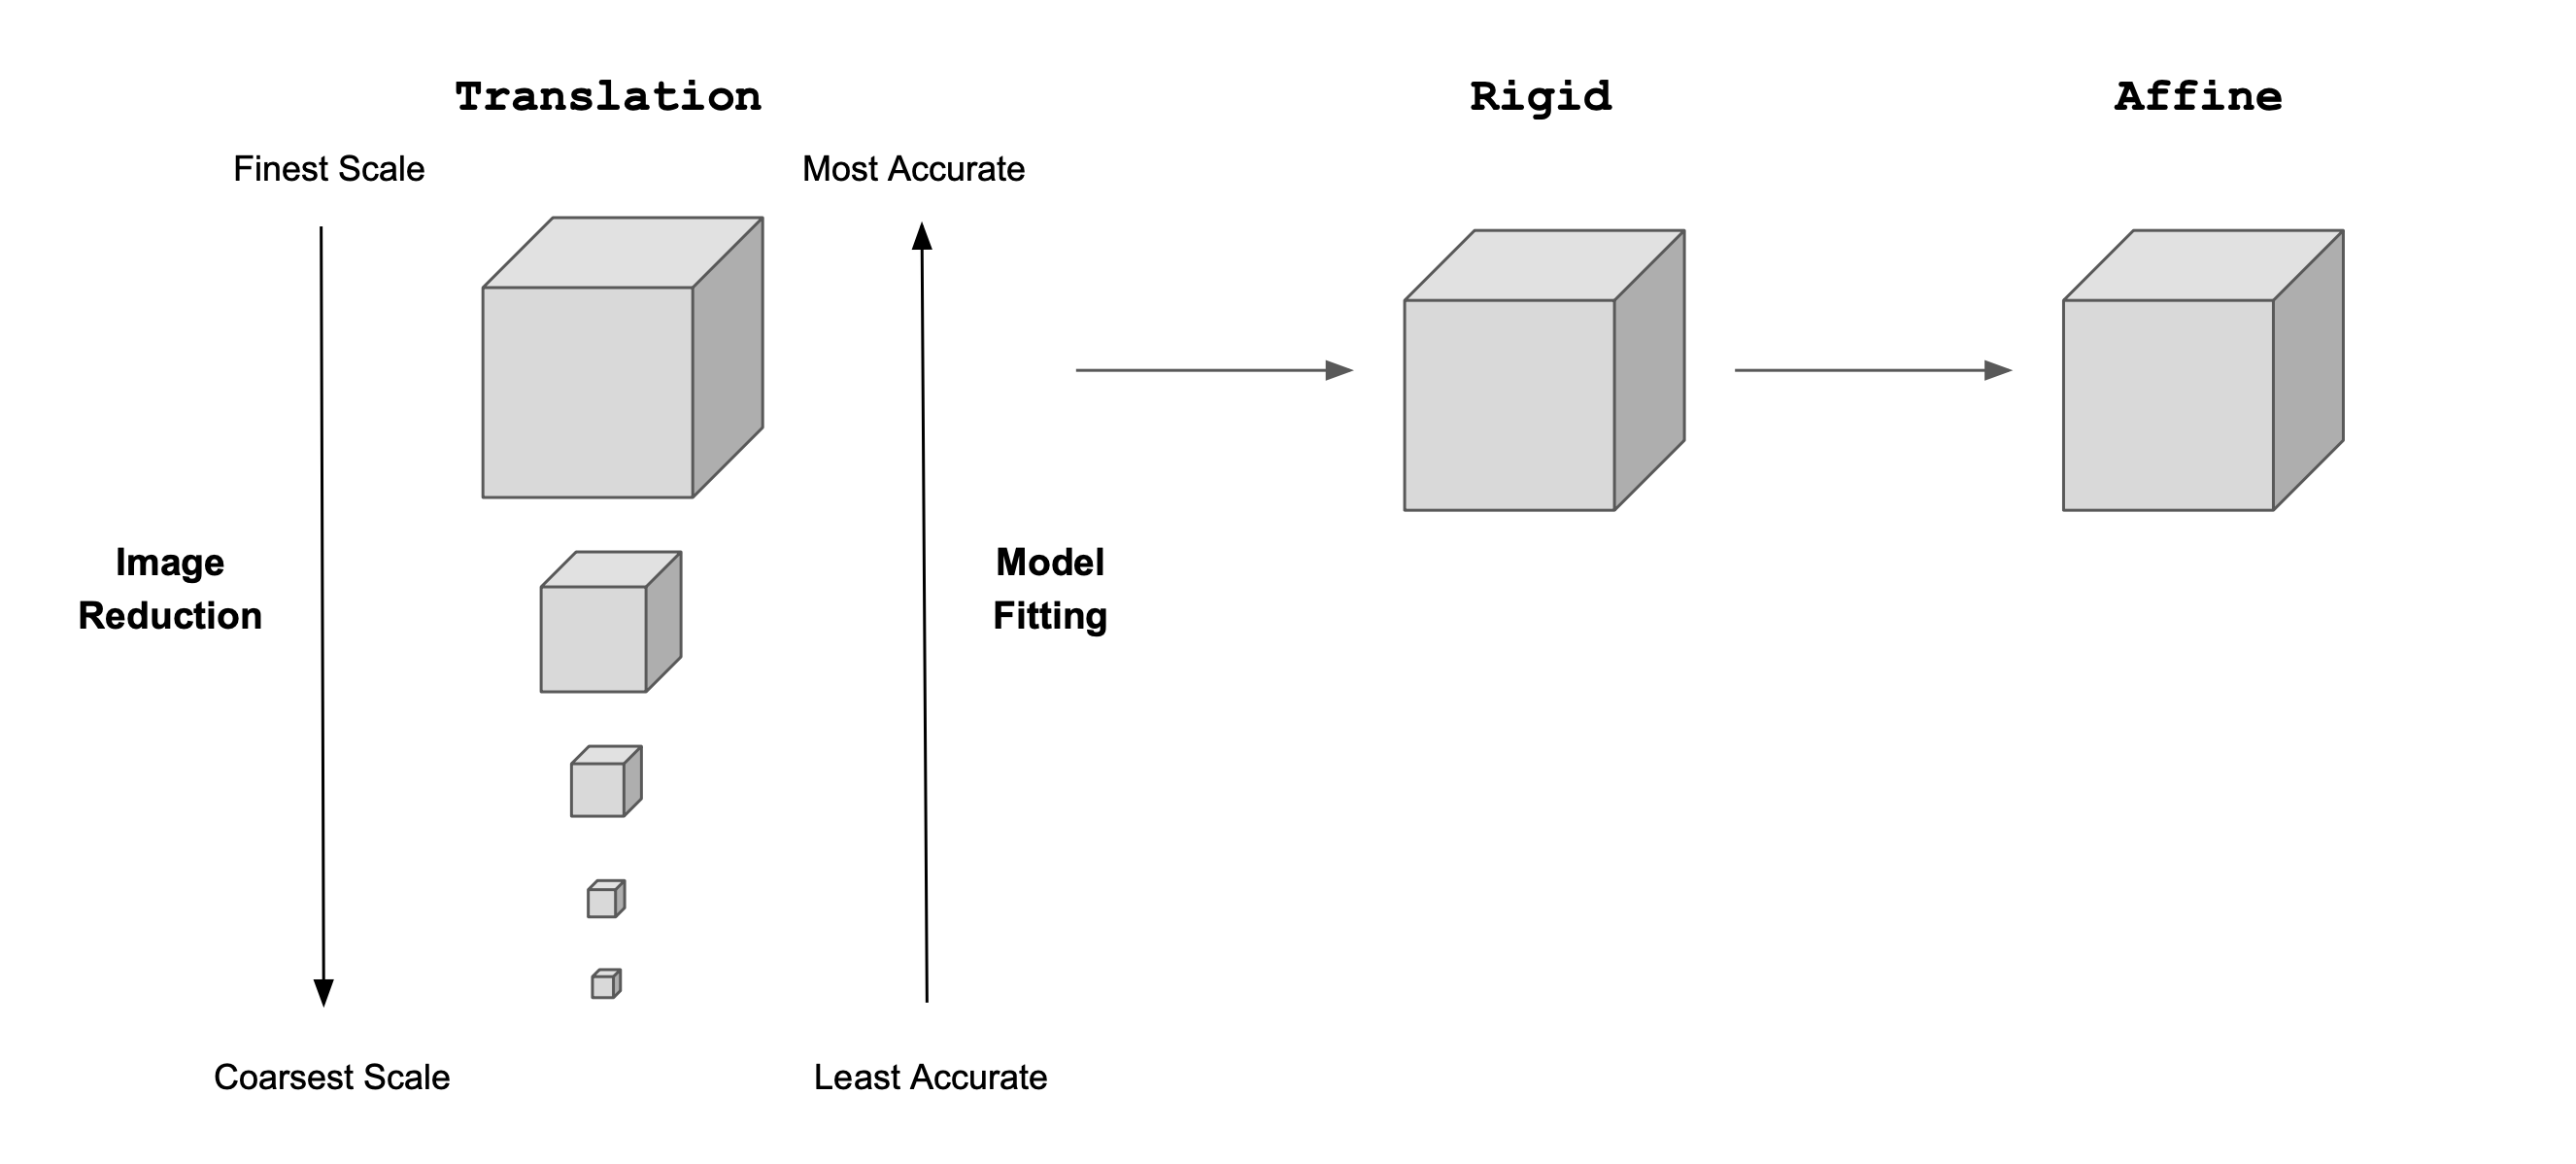 Translation
Rigid
Affine
Finest Scale
Most Accurate
Image
Reduction
Model
Fitting
Coarsest Scale
Least Accurate